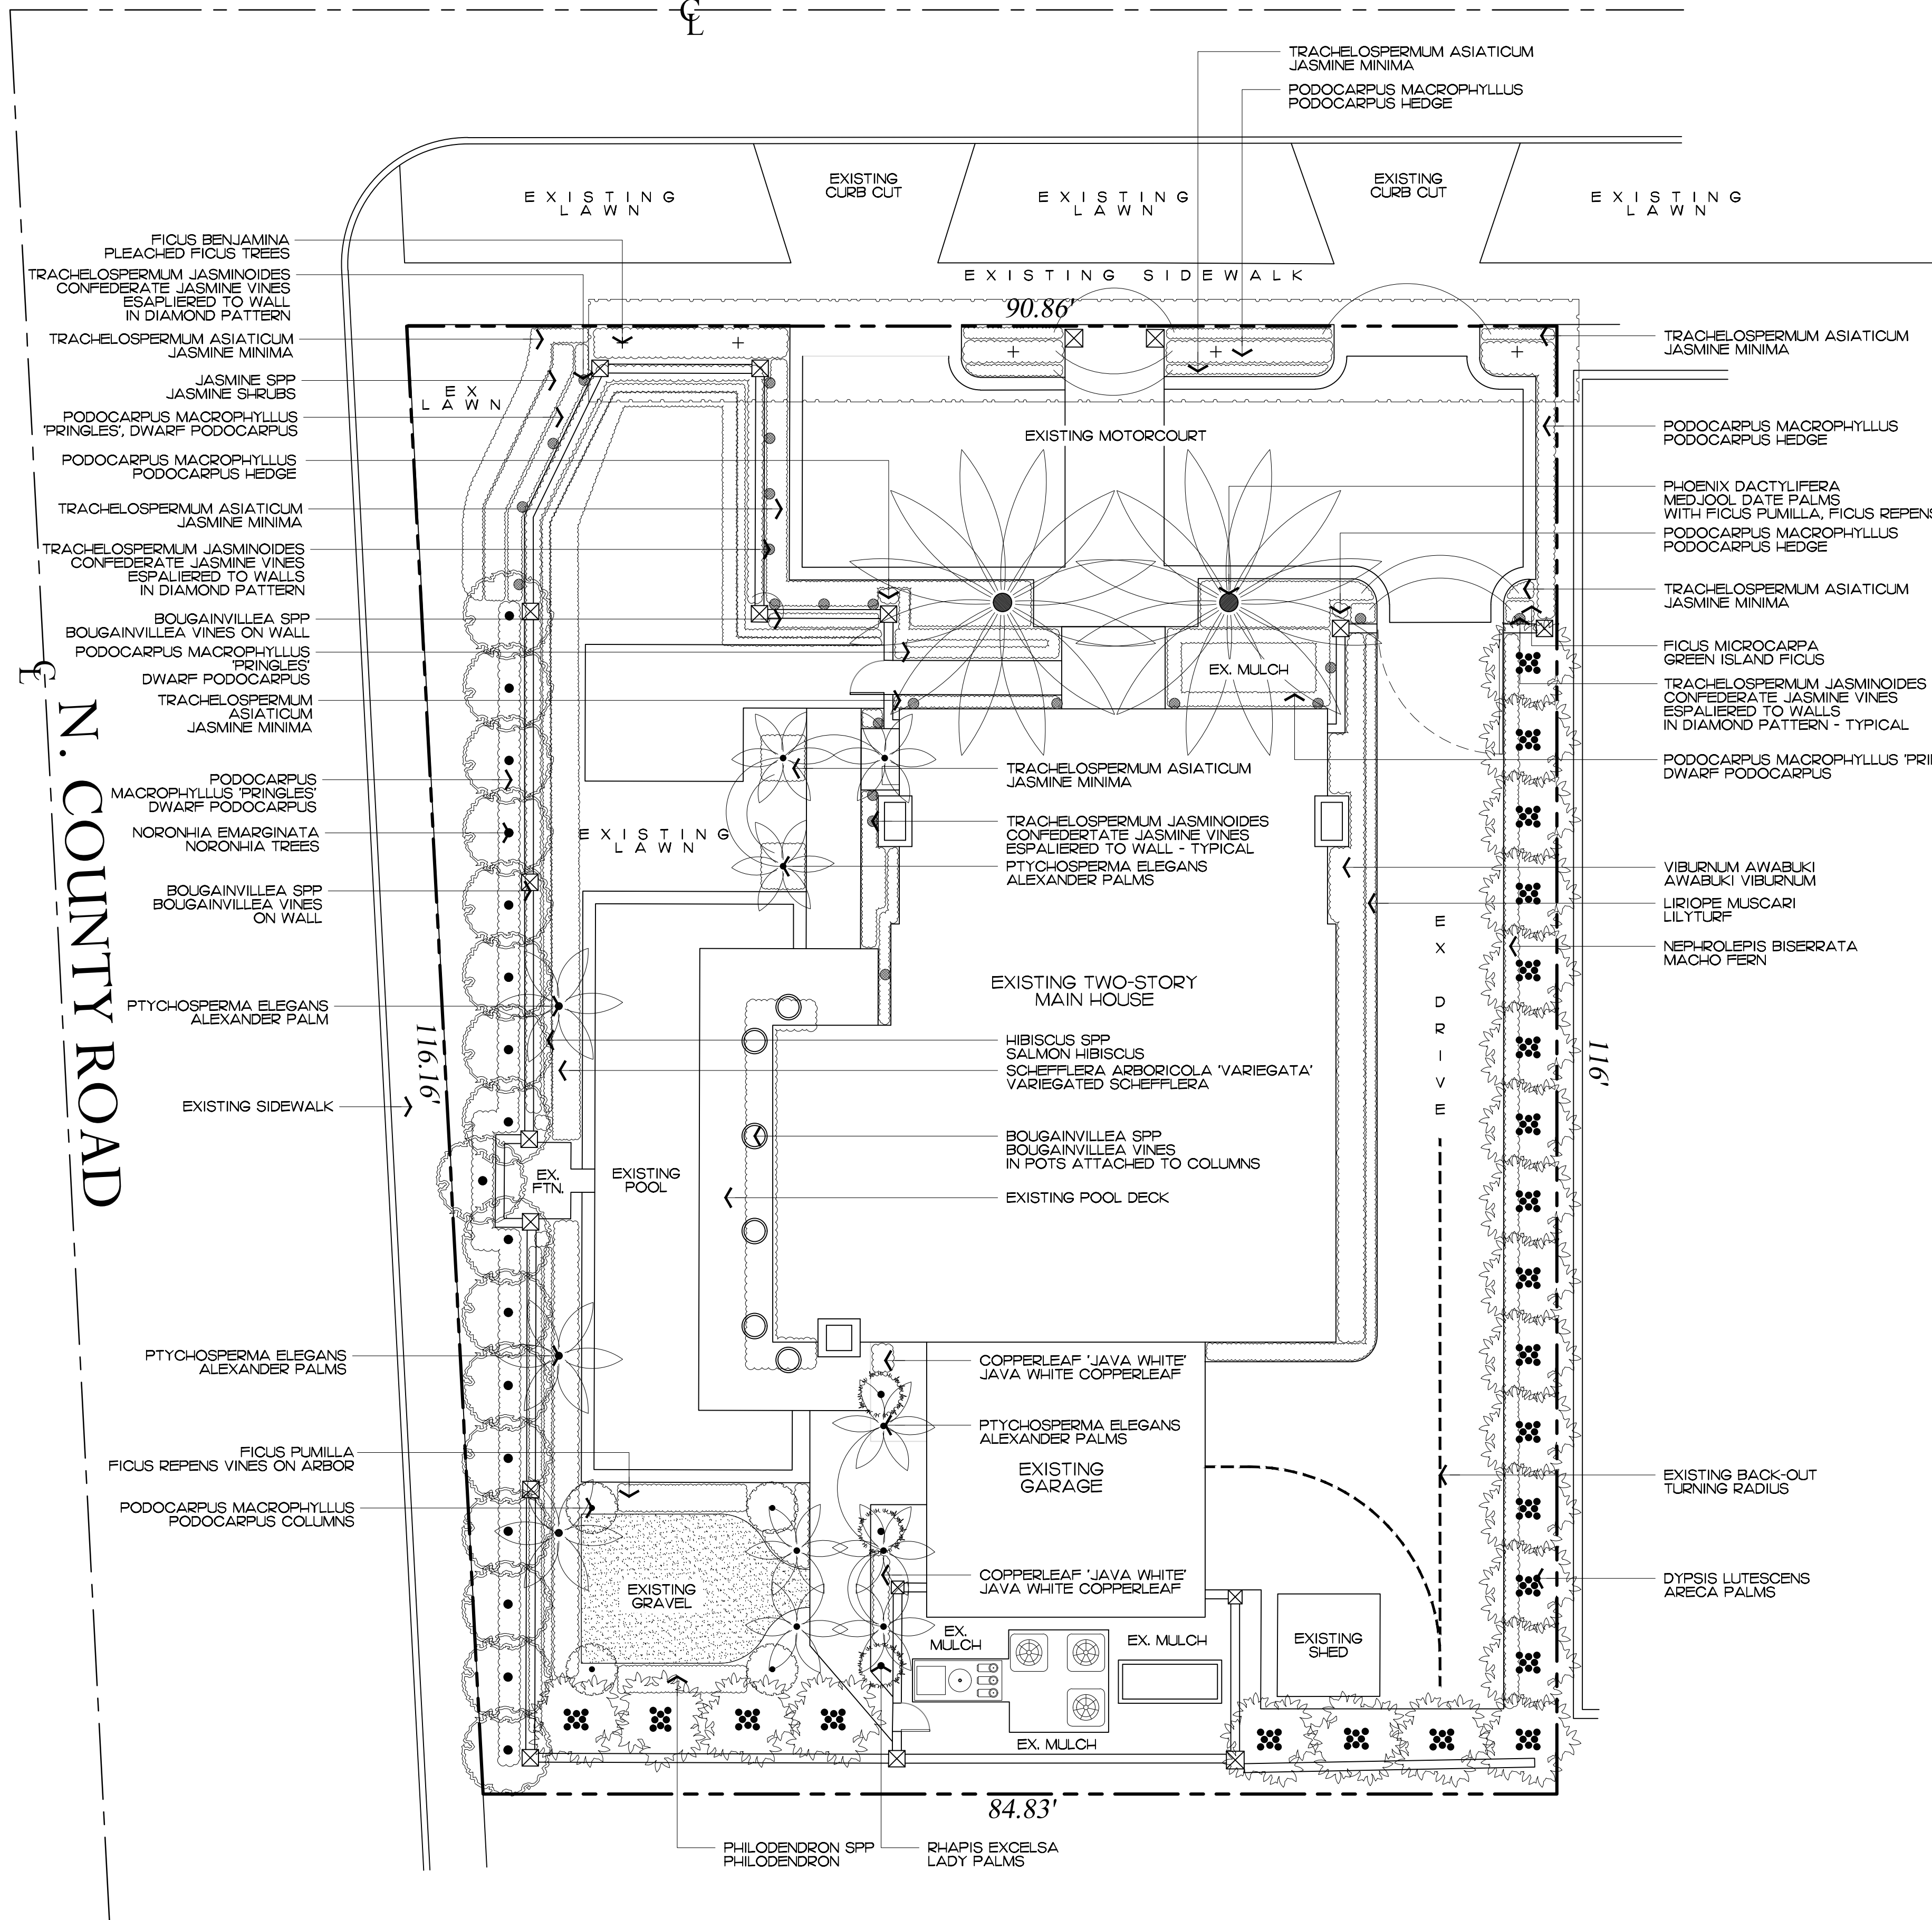 C
L
TRACHELOSPERMUM ASIATICUM
JASMINE MINIMA
PODOCARPUS MACROPHYLLUS
PODOCARPUS HEDGE
EXISTING
LAWN
EXISTING
CURB CUT
EXISTING
LAWN
EXISTING
CURB CUT
EXISTING
LAWN
EXISTING SIDEWALK
90.86'
FICUS BENJAMINA
PLEACHED FICUS TREES
TRACHELOSPERMUM JASMINOIDES
CONFEDERATE JASMINE VINES
ESAPLIERED TO WALL
IN DIAMOND PATTERN
TRACHELOSPERMUM ASIATICUM
JASMINE MINIMA
JASMINE SPP
JASMINE SHRUBS
PODOCARPUS MACROPHYLLUS
'PRINGLES', DWARF PODOCARPUS
PODOCARPUS MACROPHYLLUS
PODOCARPUS HEDGE
TRACHELOSPERMUM ASIATICUM
JASMINE MINIMA
TRACHELOSPERMUM JASMINOIDES
CONFEDERATE JASMINE VINES
ESPALIERED TO WALLS
IN DIAMOND PATTERN
BOUGAINVILLEA SPP
BOUGAINVILLEA VINES ON WALL
PODOCARPUS MACROPHYLLUS
'PRINGLES'
DWARF PODOCARPUS
TRACHELOSPERMUM
ASIATICUM
JASMINE MINIMA
PODOCARPUS
MACROPHYLLUS 'PRINGLES'
DWARF PODOCARPUS
NORONHIA EMARGINATA
NORONHIA TREES
BOUGAINVILLEA SPP
BOUGAINVILLEA VINES
ON WALL
PTYCHOSPERMA ELEGANS
ALEXANDER PALM
EXISTING SIDEWALK
PTYCHOSPERMA ELEGANS
ALEXANDER PALMS
FICUS PUMILLA
FICUS REPENS VINES ON ARBOR
PODOCARPUS MACROPHYLLUS
PODOCARPUS COLUMNS
C
L
N. COUNTY ROAD
116.16'
EX
LAWN
EXISTING MOTORCOURT
EX. MULCH
EXISTING
LAWN
TRACHELOSPERMUM ASIATICUM
JASMINE MINIMA
TRACHELOSPERMUM JASMINOIDES
CONFEDERTATE JASMINE VINES
ESPALIERED TO WALL - TYPICAL
PTYCHOSPERMA ELEGANS
ALEXANDER PALMS
EXISTING TWO-STORY
MAIN HOUSE
HIBISCUS SPP
SALMON HIBISCUS
SCHEFFLERA ARBORICOLA 'VARIEGATA'
VARIEGATED SCHEFFLERA
BOUGAINVILLEA SPP
BOUGAINVILLEA VINES
IN POTS ATTACHED TO COLUMNS
EXISTING POOL DECK
EX.
FTN.
EXISTING
POOL
COPPERLEAF 'JAVA WHITE'
JAVA WHITE COPPERLEAF
PTYCHOSPERMA ELEGANS
ALEXANDER PALMS
EXISTING
GARAGE
COPPERLEAF 'JAVA WHITE'
JAVA WHITE COPPERLEAF
EXISTING
GRAVEL
EX.
MULCH
EX. MULCH
EX. MULCH
EXISTING
SHED
EX DRIVE
116'
TRACHELOSPERMUM ASIATICUM
JASMINE MINIMA
PODOCARPUS MACROPHYLLUS
PODOCARPUS HEDGE
PHOENIX DACTYLIFERA
MEDJOOL DATE PALMS
WITH FICUS PUMILLA, FICUS REPENS
PODOCARPUS MACROPHYLLUS
PODOCARPUS HEDGE
TRACHELOSPERMUM ASIATICUM
JASMINE MINIMA
FICUS MICROCARPA
GREEN ISLAND FICUS
TRACHELOSPERMUM JASMINOIDES
CONFEDERATE JASMINE VINES
ESPALIERED TO WALLS
IN DIAMOND PATTERN - TYPICAL
PODOCARPUS MACROPHYLLUS
DWARF PODOCARPUS
VIBURNUM AWABUKI
AWABUKI VIBURNUM
LIRIOPE MUSCARI
LILYTURF
NEPHROLEPIS BISERRATA
MACHO FERN
EXISTING BACK-OUT
TURNING RADIUS
DYPSIS LUTESCENS
ARECA PALMS
84.83'
PHILODENDRON SPP
PHILODENDRON
RHAPIS EXCELSA
LADY PALMS